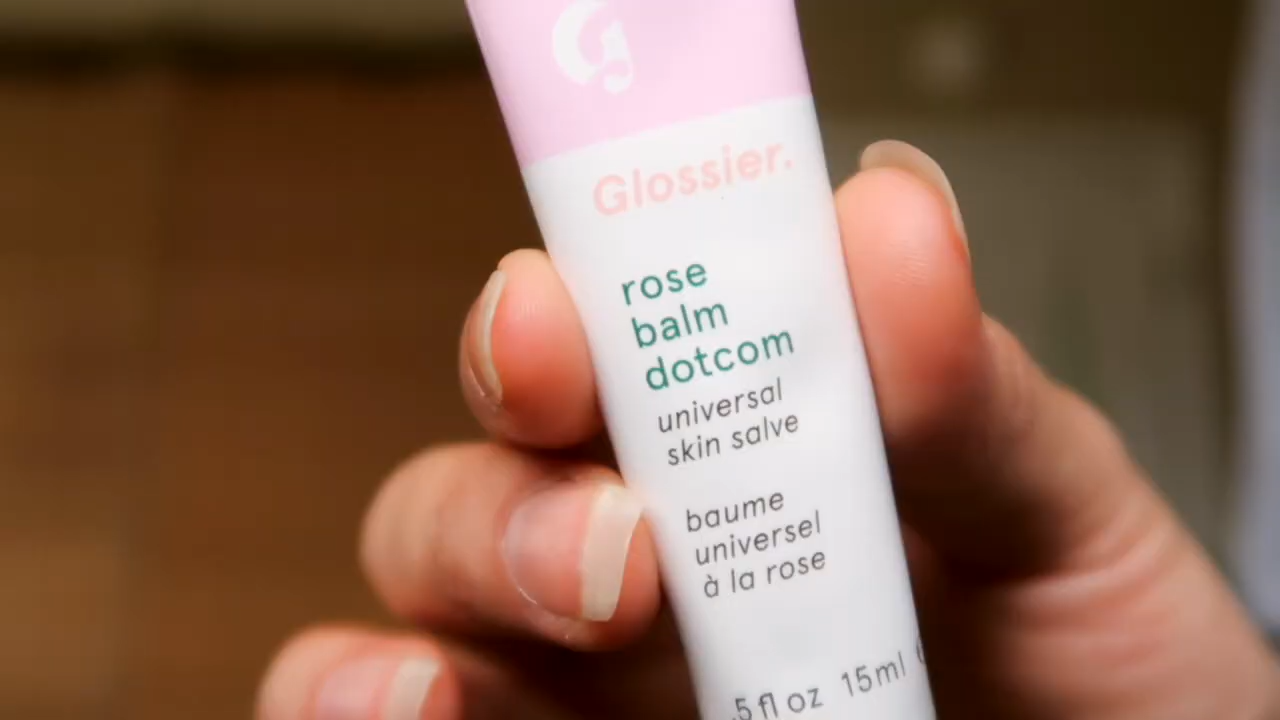 G
Glossier.
rose
balm
dotcom
universal
skin salve
baume
universel
à la rose
.5 fl oz 15ml